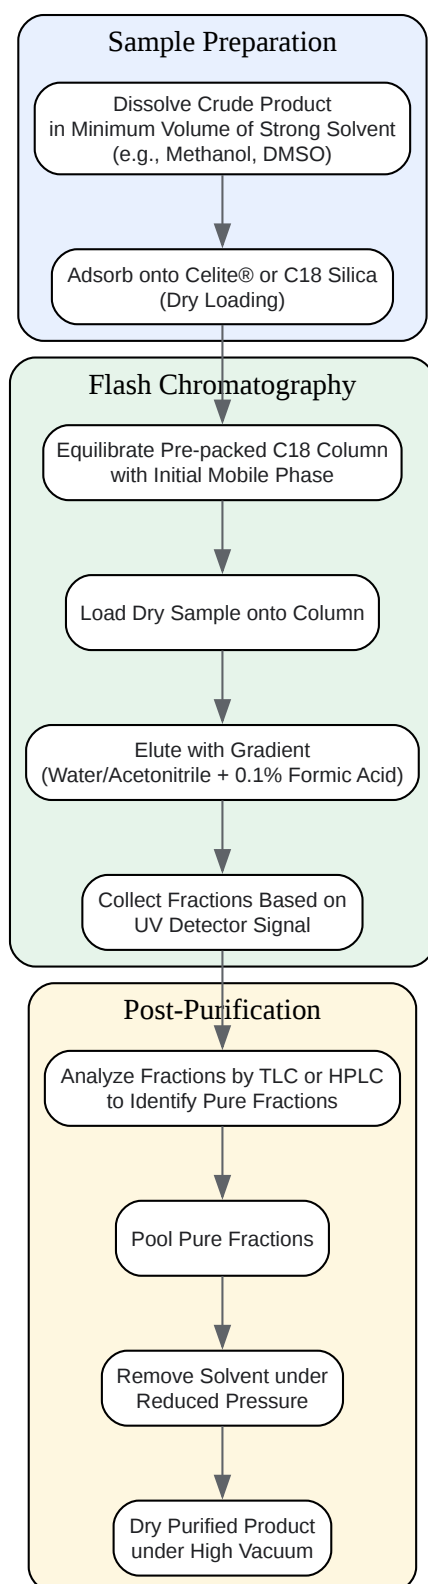 Sample Preparation
Dissolve Crude Product
in Minimum Volume of Strong Solvent
(e.g., Methanol, DMSO)
Adsorb onto Celite® or C18 Silica
(Dry Loading)
Flash Chromatography
Equilibrate Pre-packed C18 Column
with Initial Mobile Phase
Load Dry Sample onto Column
Elute with Gradient
(Water/Acetonitrile + 0.1% Formic Acid)
Collect Fractions Based on
UV Detector Signal
Post-Purification
Analyze Fractions by TLC or HPLC
to Identify Pure Fractions
Pool Pure Fractions
Remove Solvent under
Reduced Pressure
Dry Purified Product
under High Vacuum